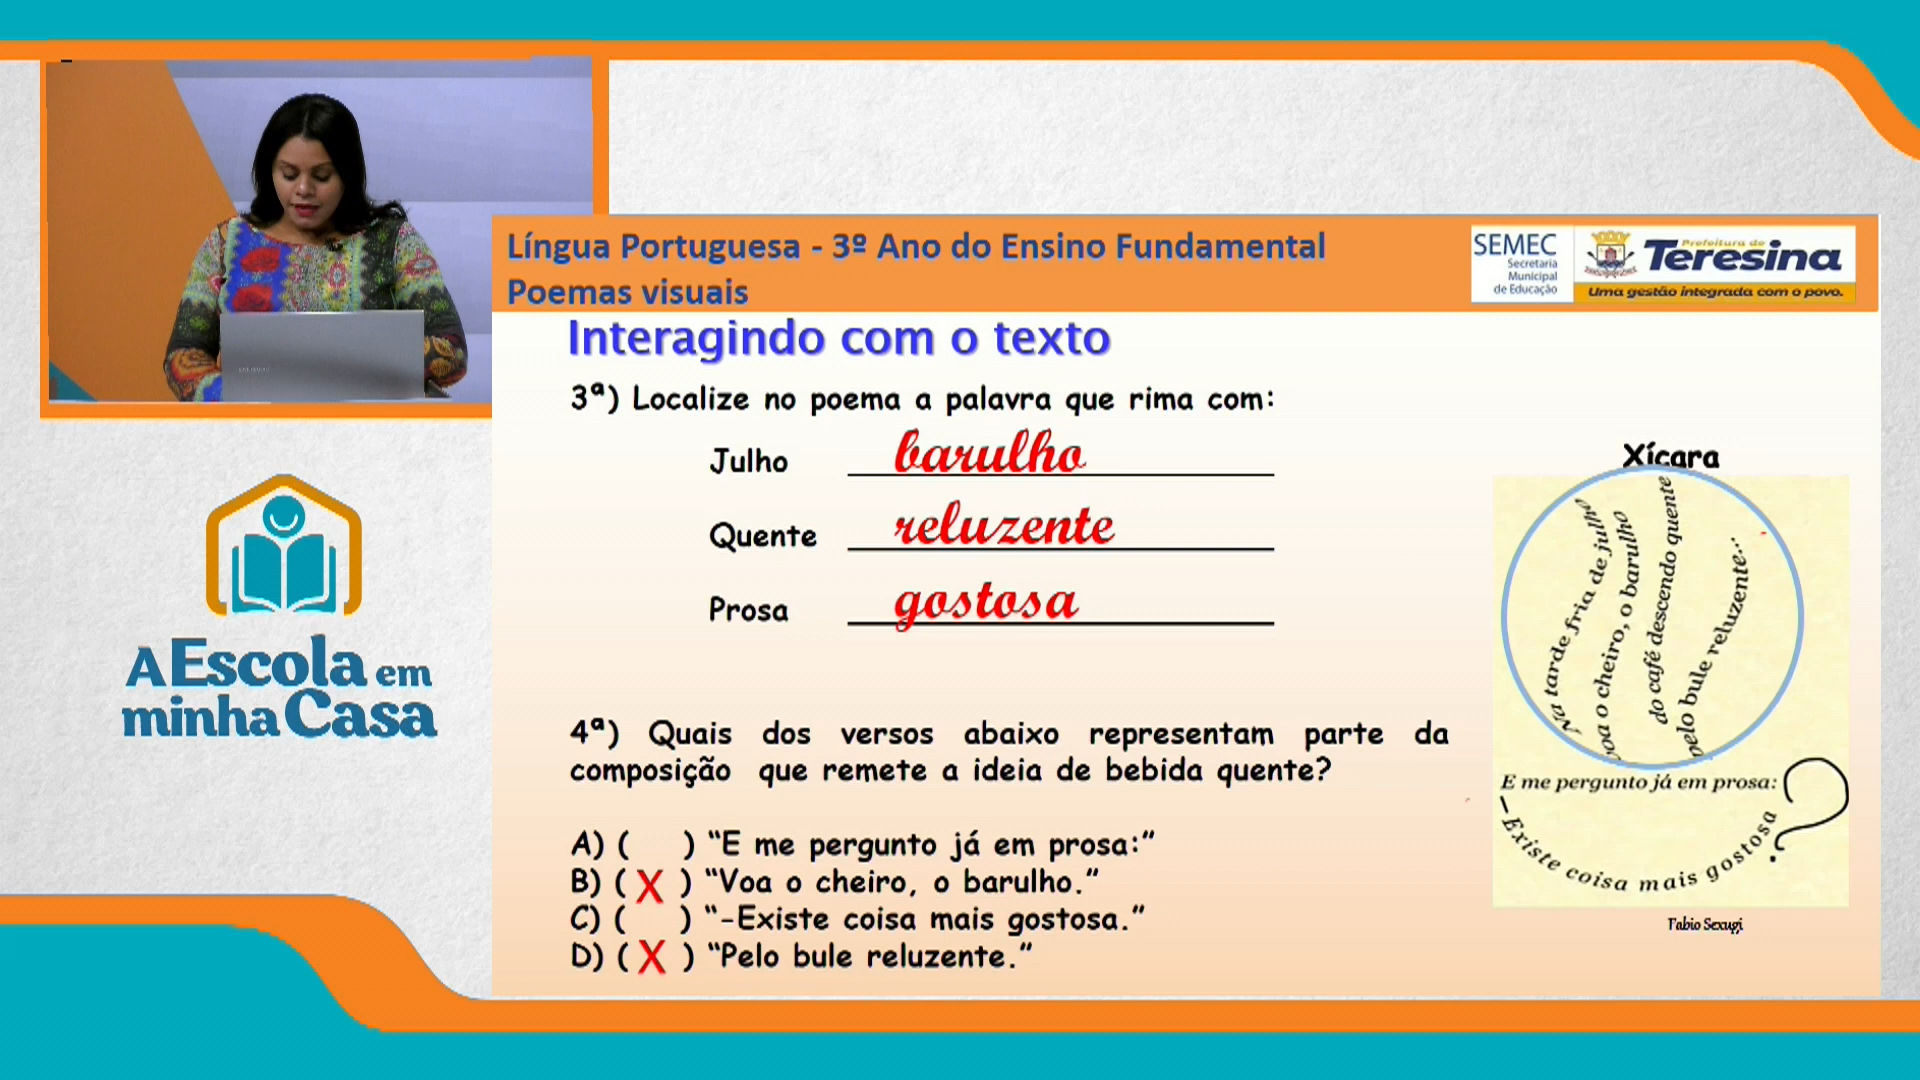 Língua Portuguesa - 3º Ano do Ensino Fundamental
Poemas visuais
SEMEC
Secretaria
Municipal
de Educação
Prefeitura de
Teresina
Uma gestão integrada com o povo.
Interagindo com o texto
3ª) Localize no poema a palavra que rima com:
Julho barulho
Quente reluzente
Prosa gostosa
4ª) Quais dos versos abaixo representam parte da
composição que remete a ideia de bebida quente?
A) ( ) “E me pergunto já em prosa:”
B) ( X ) “Voa o cheiro, o barulho.”
C) ( ) “-Existe coisa mais gostosa.”
D) ( X ) “Pelo bule reluzente.”
Xícara
Na tarde fria de julho
voa o cheiro, o barulho
do café descendo quente
pelo bule reluzente...
E me pergunto já em prosa:
–Existe coisa mais gostosa
?
Fabio Sexugi
A Escola em
minha Casa